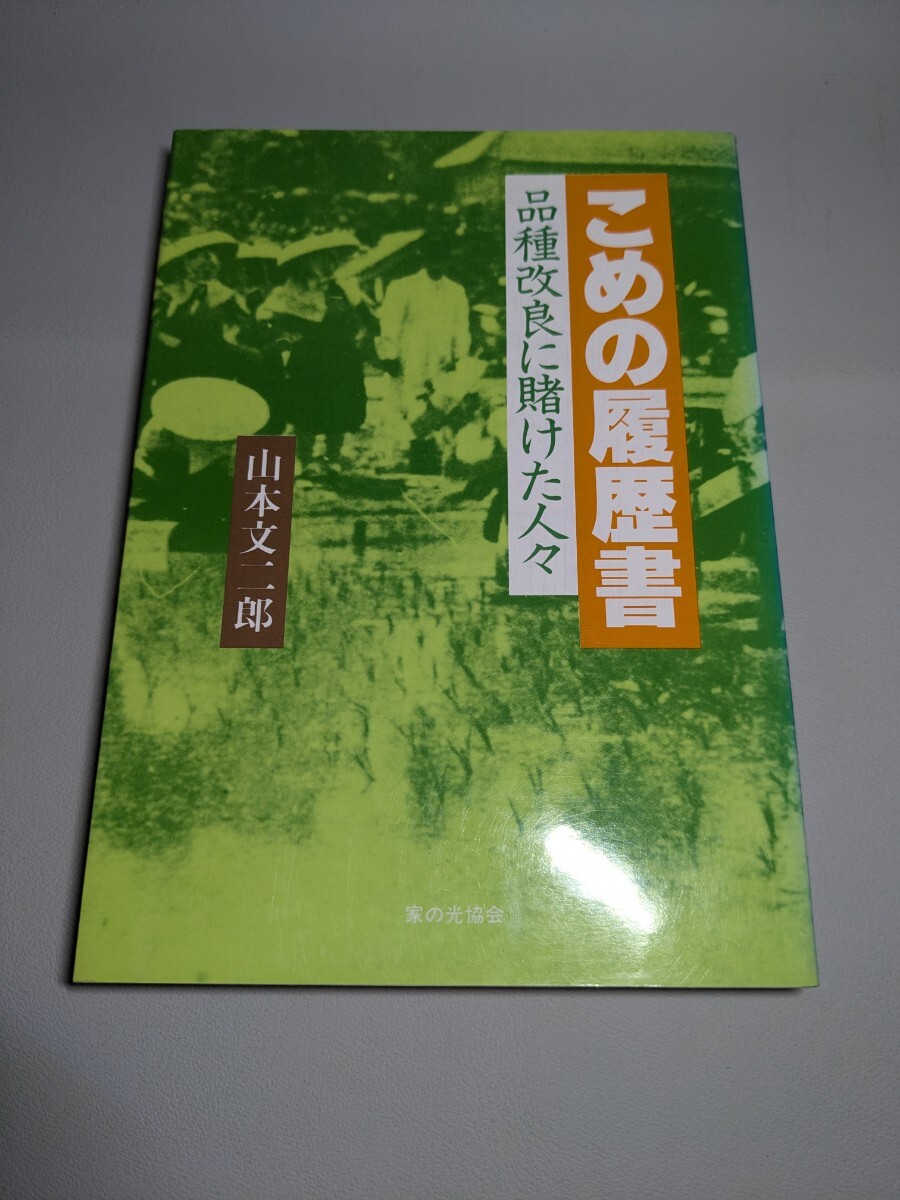 こめの履歴書
品種改良に賭けた人々
山本文二郎
家の光協会